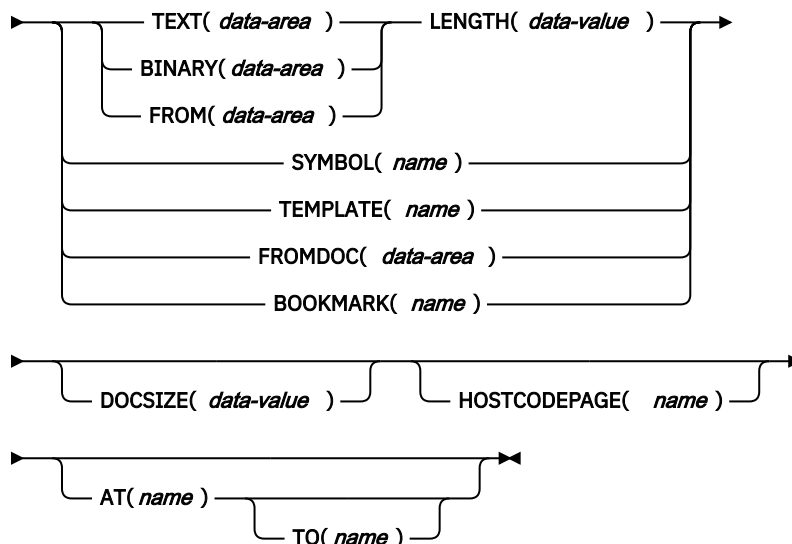 TEXT( data-area ) LENGTH( data-value )
BINARY( data-area )
FROM( data-area )
SYMBOL( name )
TEMPLATE( name )
FROMDOC( data-area )
BOOKMARK( name )
DOCSIZE( data-value ) HOSTCODEPAGE( name )
AT( name )
TO( name )